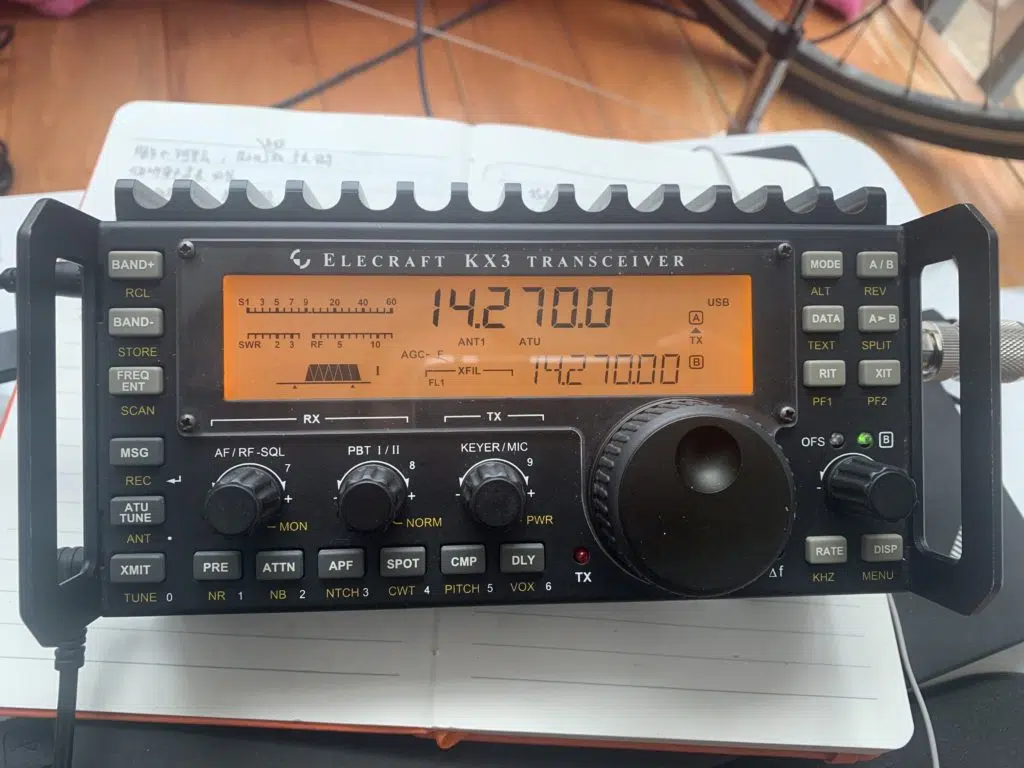 ELECRAFT KX3 TRANSCEIVER
BAND+
RCL
BAND-
STORE
FREQ ENT
SCAN
MSG
REC
ATU TUNE
ANT
XMIT
TUNE 0
S1 3 5 7 9 20 40 60
SWR 2 3 RF 5 10
14.270.0
USB
ANT1 ATU
A
TX
B
AGC- F
XFIL
FL1
I
14.270.00
RX
TX
AF / RF-SQL
7
- +
MON
PBT I / II
8
- +
NORM
KEYER / MIC
9
- +
PWR
PRE
NR 1
ATTN
NB 2
APF
NTCH 3
SPOT
CWT 4
CMP
PITCH 5
DLY
VOX 6
TX
MODE
ALT
A / B
REV
DATA
TEXT
A►B
SPLIT
RIT
PF1
XIT
PF2
OFS
B
-
RATE
KHZ
DISP
MENU
Δf